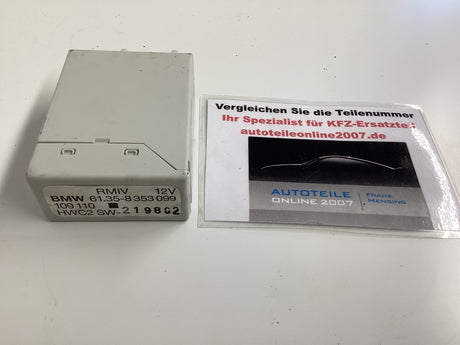 RMIV 12V
BMW 61.35-8 353 099
109 110
HWC2 SW-219802
Vergleichen Sie die Teilenummer
Ihr Spezialist für KFZ-Ersatzteile
autoteileonline2007.de
AUTOTEILE
ONLINE 2007
FRANK
MENSING